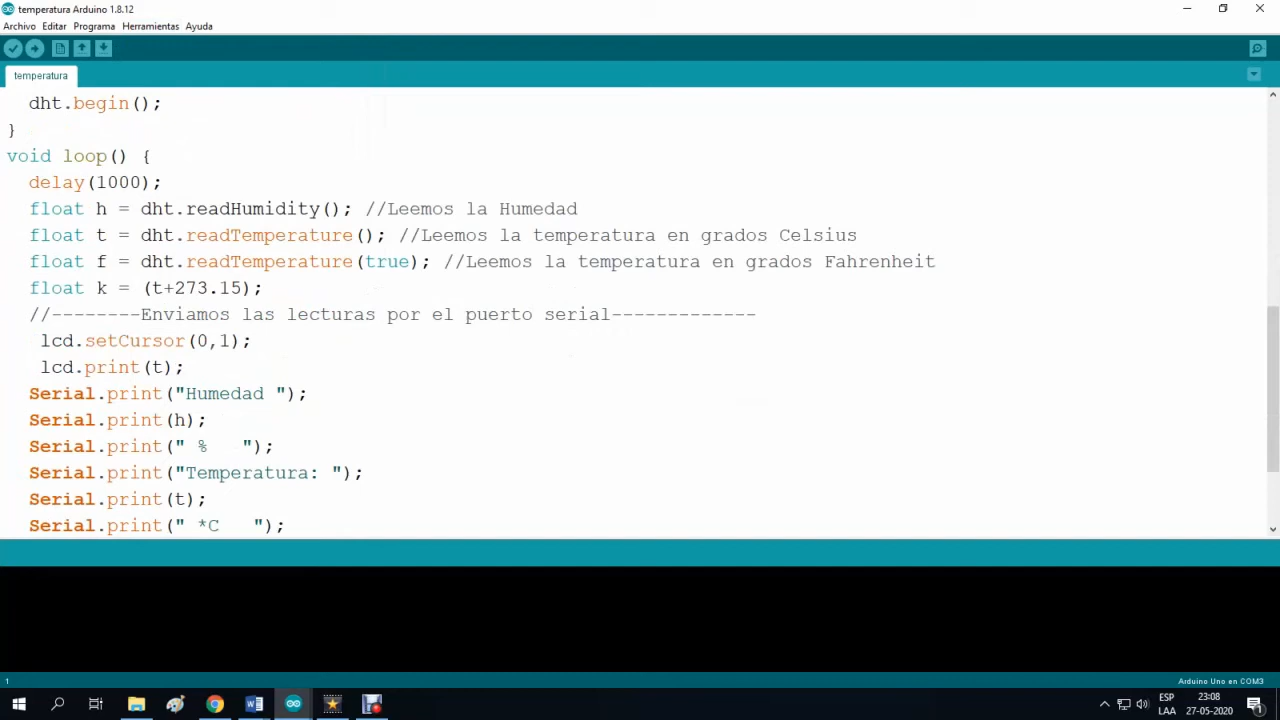 temperatura Arduino 1.8.12
Archivo Editar Programa Herramientas Ayuda
temperatura
dht.begin();
}
void loop() {
delay(1000);
float h = dht.readHumidity(); //Leemos la Humedad
float t = dht.readTemperature(); //Leemos la temperatura en grados Celsius
float f = dht.readTemperature(true); //Leemos la temperatura en grados Fahrenheit
float k = (t+273.15);
//--------Enviamos las lecturas por el puerto serial-------------
lcd.setCursor(0,1);
lcd.print(t);
Serial.print("Humedad ");
Serial.print(h);
Serial.print(" %   ");
Serial.print("Temperatura: ");
Serial.print(t);
Serial.print(" *C   ");
1
Arduino Uno en COM3
ESP
LAA
23:08
27-05-2020
1